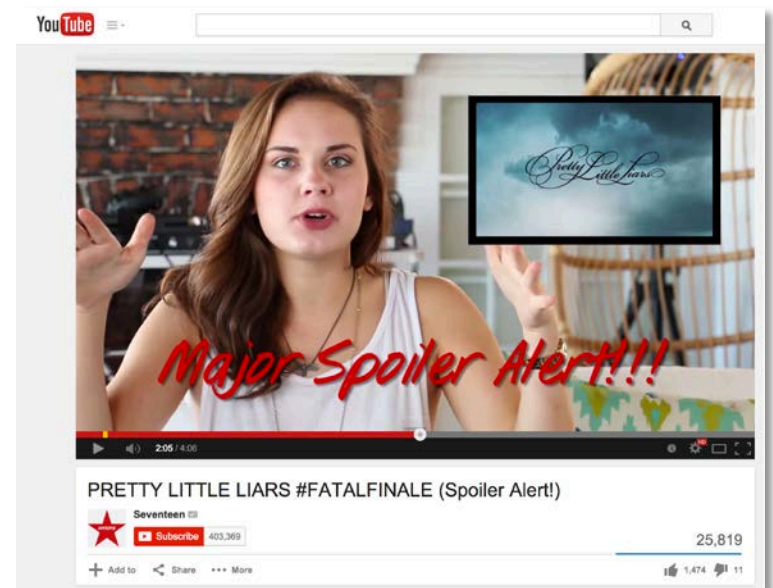 YouTube
Pretty Little Liars
Major Spoiler Alert!!!
2:05 / 4:06
HD
PRETTY LITTLE LIARS #FATALFINALE (Spoiler Alert!)
Seventeen
Subscribe 403,369
25,819
Add to Share More
1,474 11